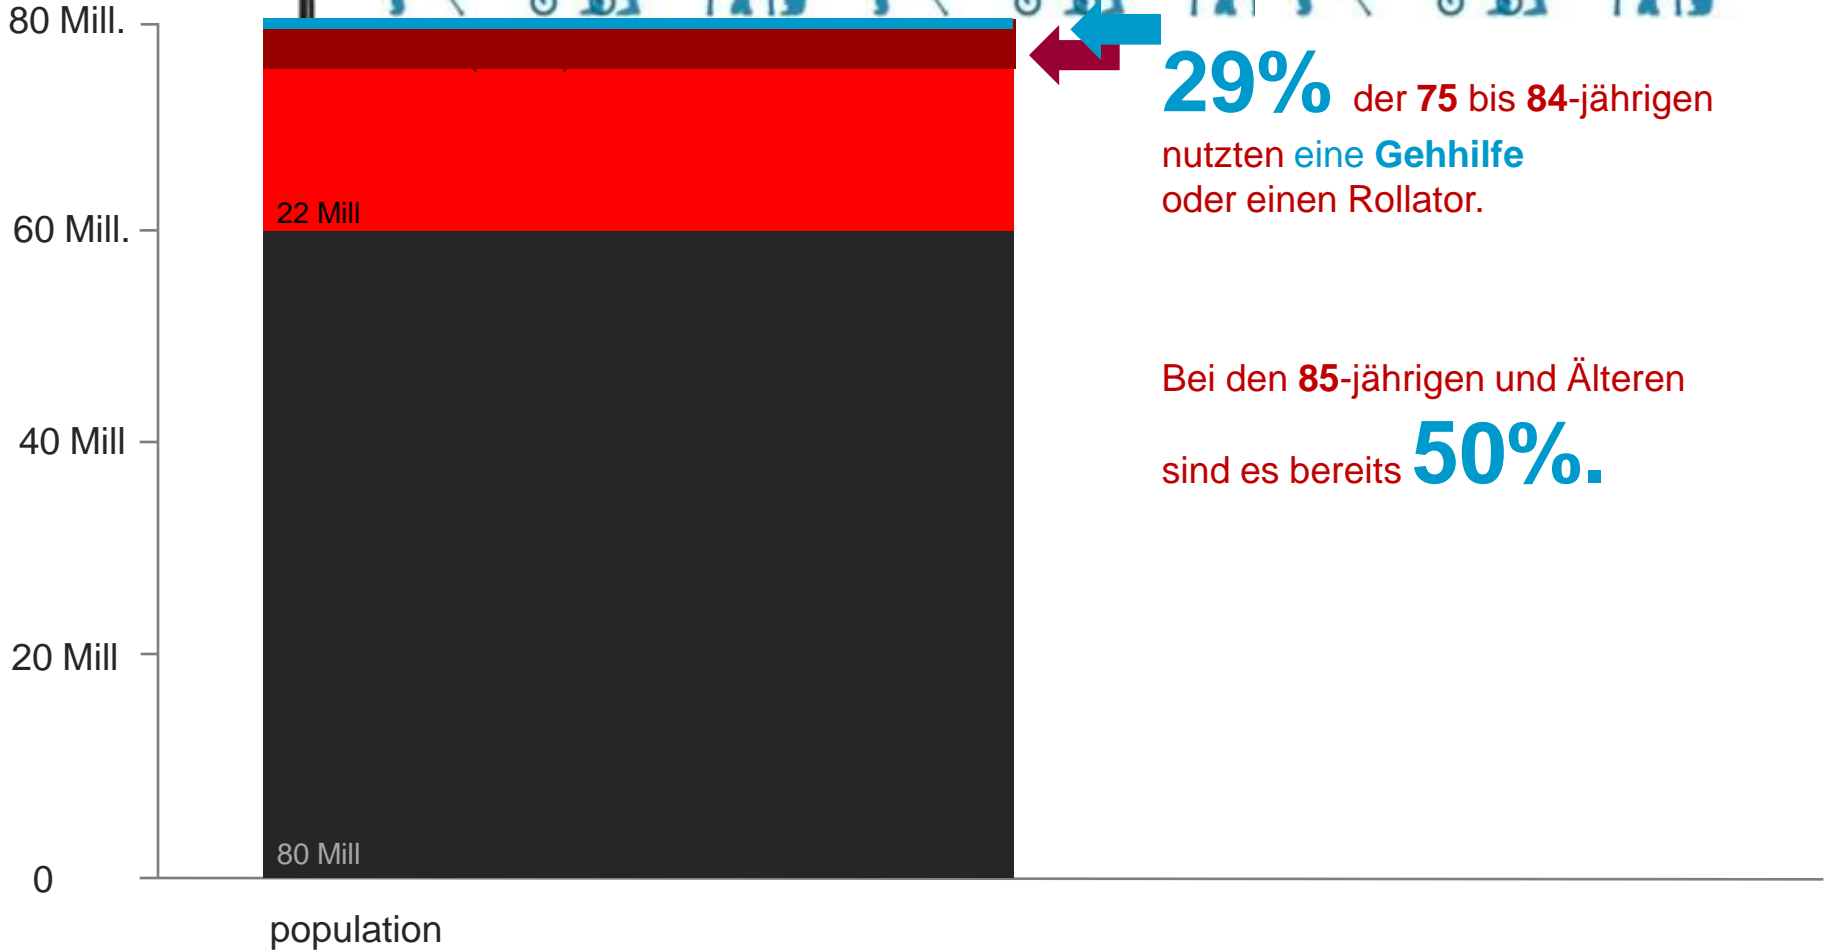 80 Mill.
60 Mill.
40 Mill
20 Mill
0
22 Mill
80 Mill
population
29% der 75 bis 84-jährigen
nutzten eine Gehhilfe
oder einen Rollator.
Bei den 85-jährigen und Älteren
sind es bereits 50%.